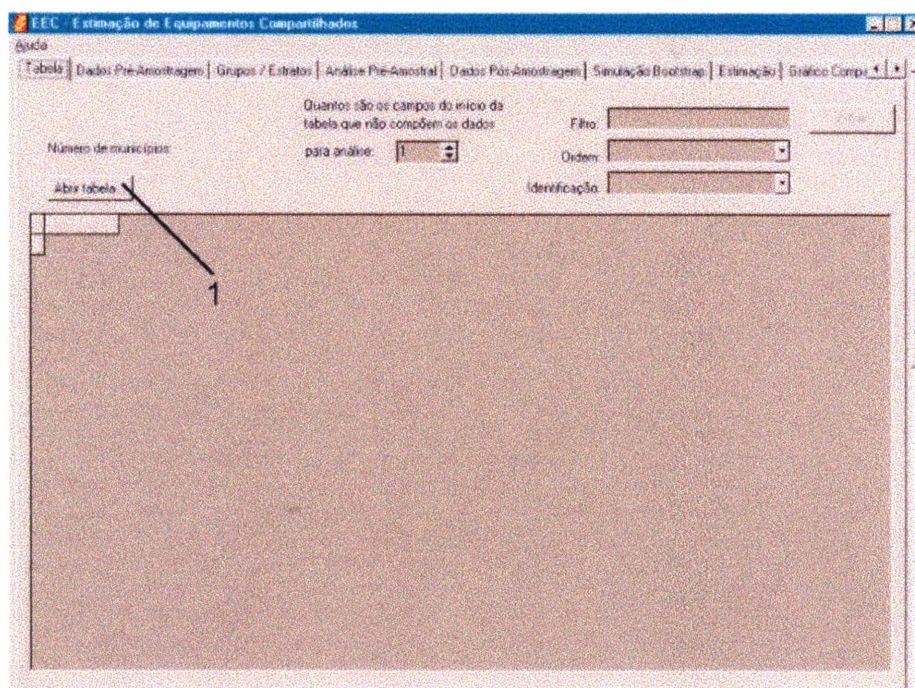 EEC - Estimação de Equipamentos Compartilhados
Ajuda
Tabela Dados Pré-Amostragem Grupos / Estratos Análise Pré-Amostral Dados Pós-Amostragem Simulação Bootstrap Estimação Gráfico Compa
Quantos são os campos do início da
tabela que não compõem os dados
para análise: 1
Filtro:
Número de municípios:
Ordem:
Abrir tabela
Identificação:
1